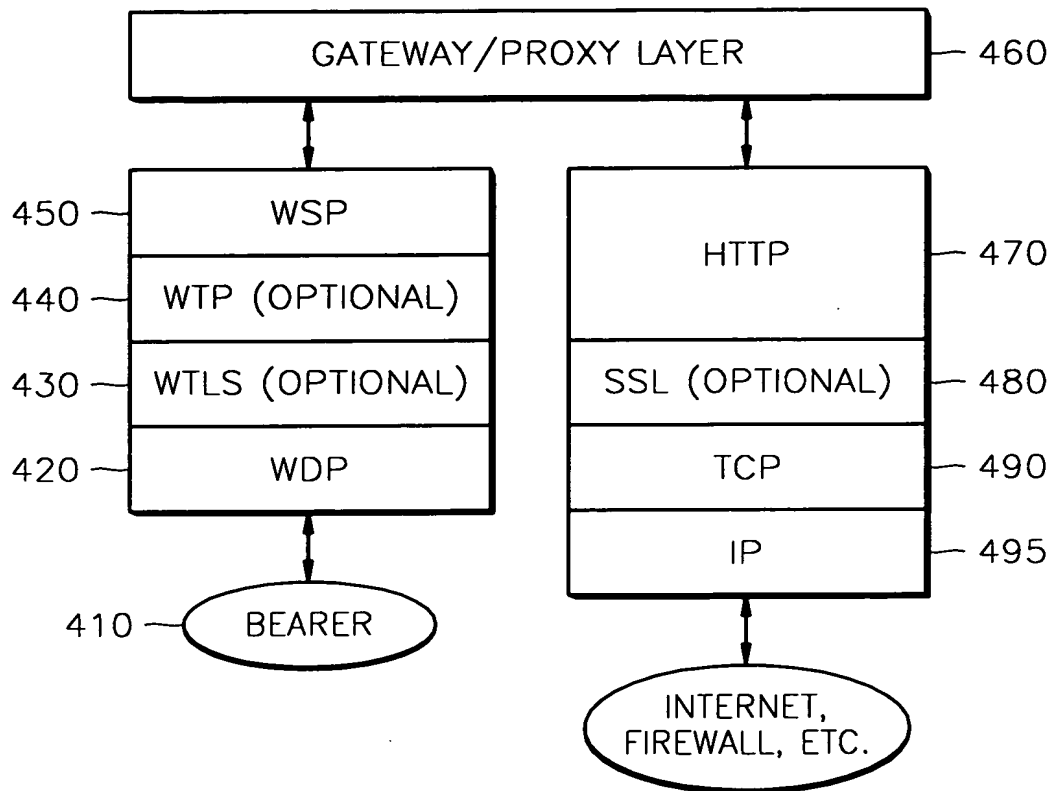 GATEWAY/PROXY LAYER
460
450
WSP
440
WTP (OPTIONAL)
430
WTLS (OPTIONAL)
420
WDP
410
BEARER
HTTP
470
SSL (OPTIONAL)
480
TCP
490
IP
495
INTERNET,
FIREWALL, ETC.